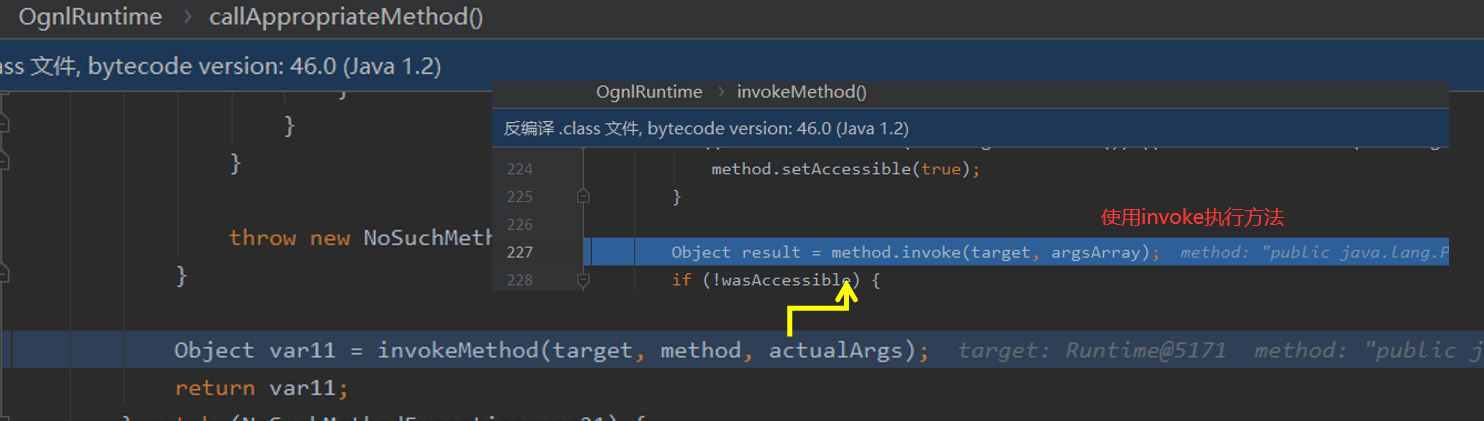 OgnlRuntime > callAppropriateMethod()
ass 文件, bytecode version: 46.0 (Java 1.2)
}
}
}
throw new NoSuchMeth
}
OgnlRuntime > invokeMethod()
反编译 .class 文件, bytecode version: 46.0 (Java 1.2)
224 method.setAccessible(true);
225 }
226
使用invoke执行方法
227 Object result = method.invoke(target, argsArray); method: "public java.lang.P
228 if (!wasAccessible) {
Object var11 = invokeMethod(target, method, actualArgs); target: Runtime@5171 method: "public j
return var11;